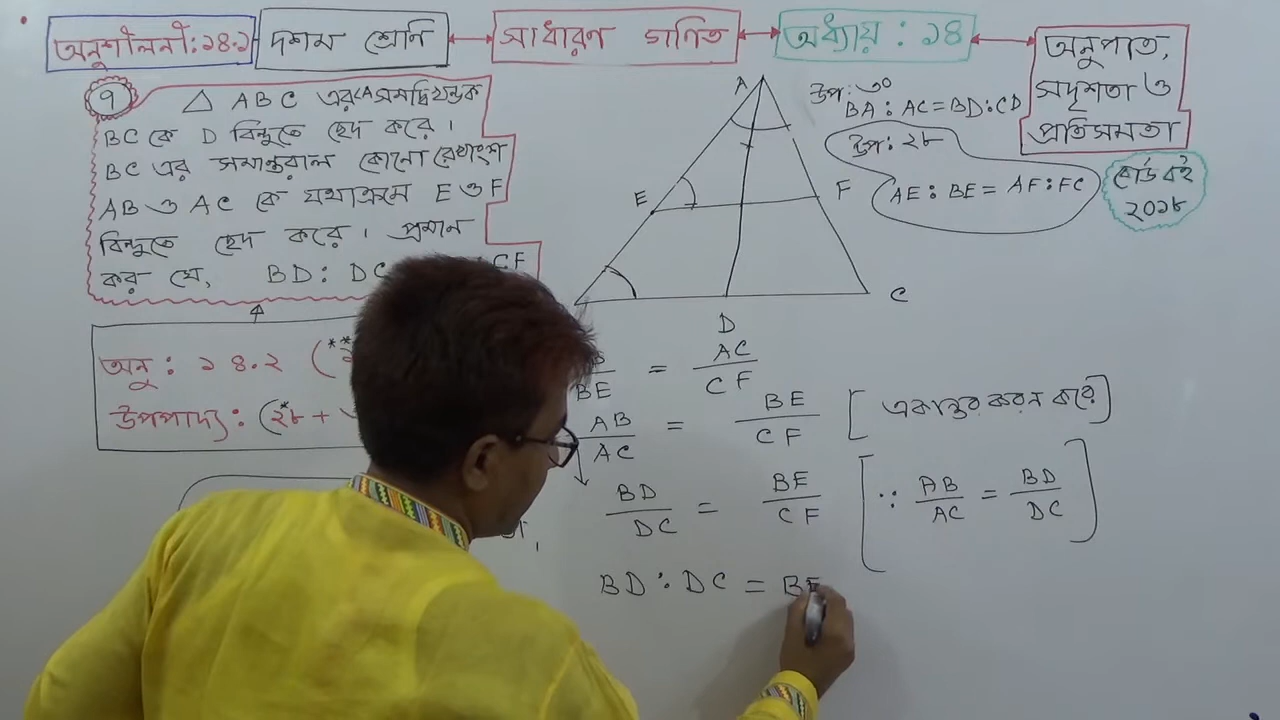 অনুশীলনী: ১৪.১
দশম শ্রেনি
সাধারণ গণিত
অধ্যায় : ১৪
অনুপাত,
সদৃশতা ও
প্রতিসমতা
বোর্ড বই
২০১৮
৭
△ ABC এর ∠A সমদ্বিখন্ডক
BC কে D বিন্দুতে ছেদ করে ।
BC এর সমান্তরাল কোনো রেখাংশ
AB ও AC কে যথাক্রমে E ও F
বিন্দুতে ছেদ করে । প্রমান
কর যে, BD : DC CF
অনু : ১৪.২ (**
উপপাদ্য: (২৮* +
A
E
F
D
C
উপ: ৩০
BA : AC = BD : CD
উপ: ২৮
AE : BE = AF : FC
BE = AC/CF
AB/AC = BE/CF [ একান্তর করন করে ]
BD/DC = BE/CF [ ∵ AB/AC = BD/DC ]
BD : DC = BE